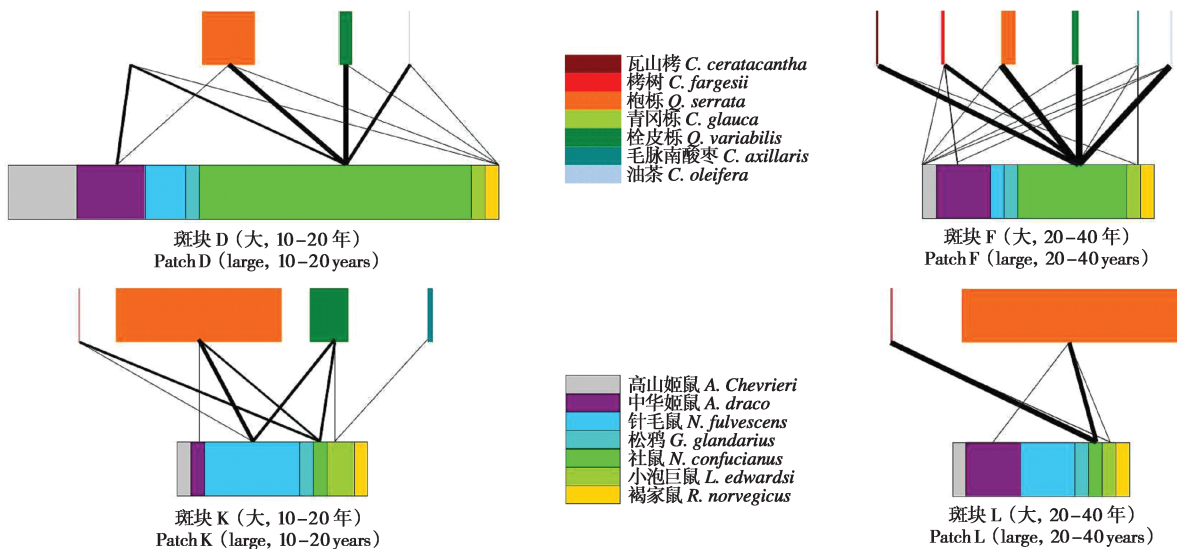 瓦山栲 C. ceratacantha
栲树 C. fargesii
枹栎 Q. serrata
青冈栎 C. glauca
栓皮栎 Q. variabilis
毛脉南酸枣 C. axillaris
油茶 C. oleifera
斑块 D（大, 10-20 年）
Patch D (large, 10-20 years)
斑块 F（大, 20-40 年）
Patch F (large, 20-40 years)
高山姬鼠 A. Chevrieri
中华姬鼠 A. draco
针毛鼠 N. fulvescens
松鸦 G. glandarius
社鼠 N. confucianus
小泡巨鼠 L. edwardsi
褐家鼠 R. norvegicus
斑块 K（大, 10-20 年）
Patch K (large, 10-20 years)
斑块 L（大, 20-40 年）
Patch L (large, 20-40 years)